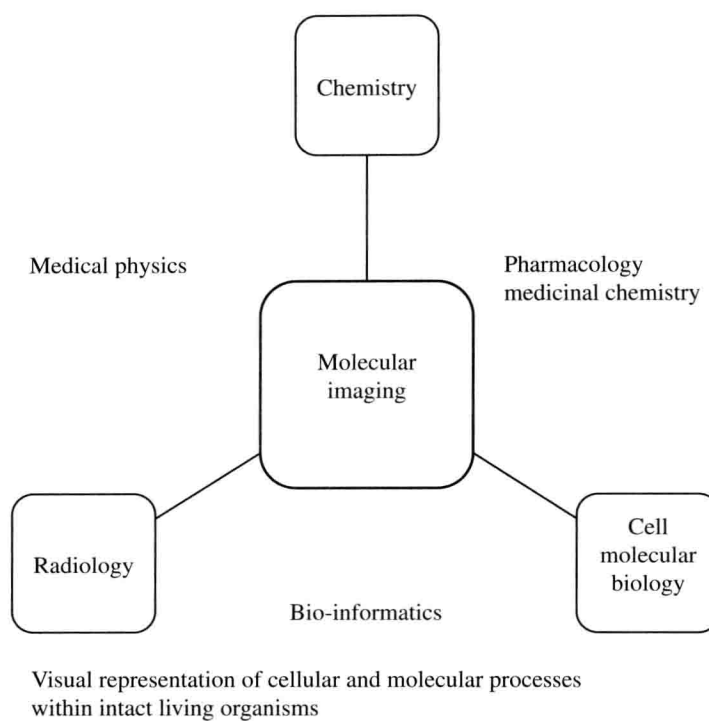 Chemistry
Medical physics
Pharmacology
medicinal chemistry
Molecular
imaging
Radiology
Cell
molecular
biology
Bio-informatics
Visual representation of cellular and molecular processes
within intact living organisms